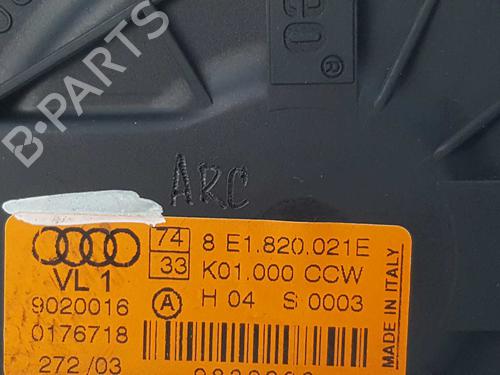 B-PARTS
eo
®
ARC
74
33
8 E1.820.021E
VL 1
K01.000 CCW
9020016
A
H 04 S 0003
0176718
272/03
MADE IN ITALY